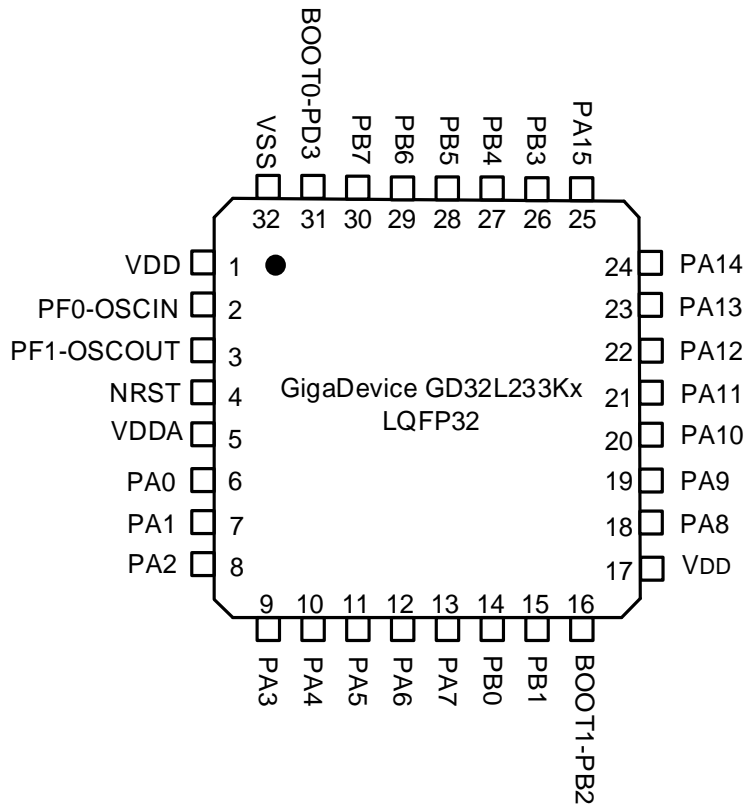 BOOT0-PD3
VSS
PB7
PB6
PB5
PB4
PB3
PA15
32 31 30 29 28 27 26 25
VDD 1
PF0-OSCIN 2
PF1-OSCOUT 3
NRST 4
VDDA 5
PA0 6
PA1 7
PA2 8
GigaDevice GD32L233Kx
LQFP32
24 PA14
23 PA13
22 PA12
21 PA11
20 PA10
19 PA9
18 PA8
17 VDD
9 10 11 12 13 14 15 16
PA3
PA4
PA5
PA6
PA7
PB0
PB1
BOOT1-PB2